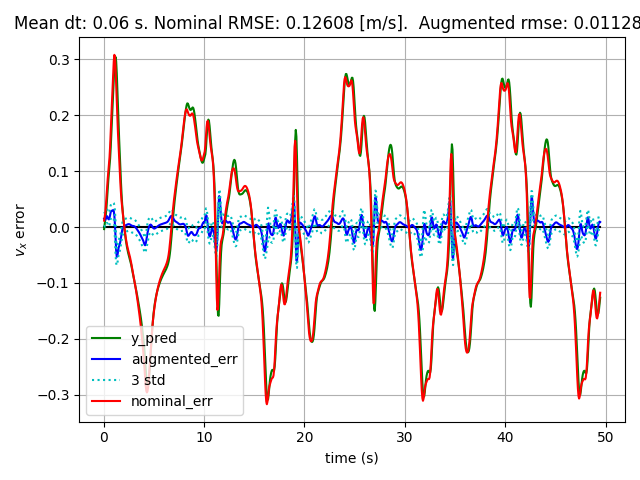 Mean dt: 0.06 s. Nominal RMSE: 0.12608 [m/s].  Augmented rmse: 0.01128
0.3
0.2
0.1
0.0
−0.1
−0.2
−0.3
vₓ error
y_pred
augmented_err
3 std
nominal_err
0 10 20 30 40 50
time (s)